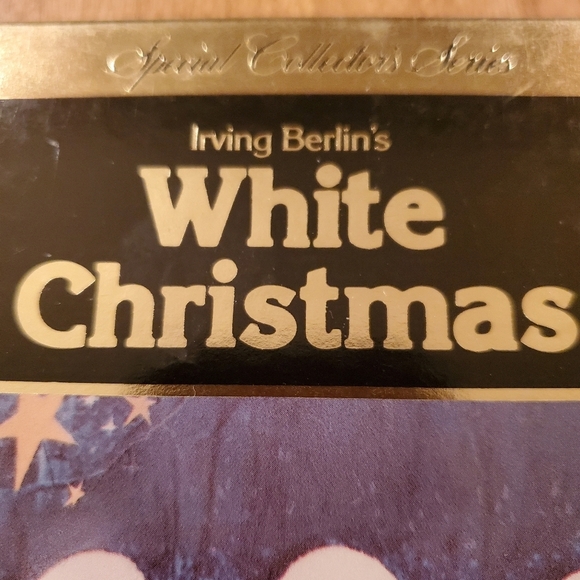 Special Collector's Series
Irving Berlin's
White
Christmas